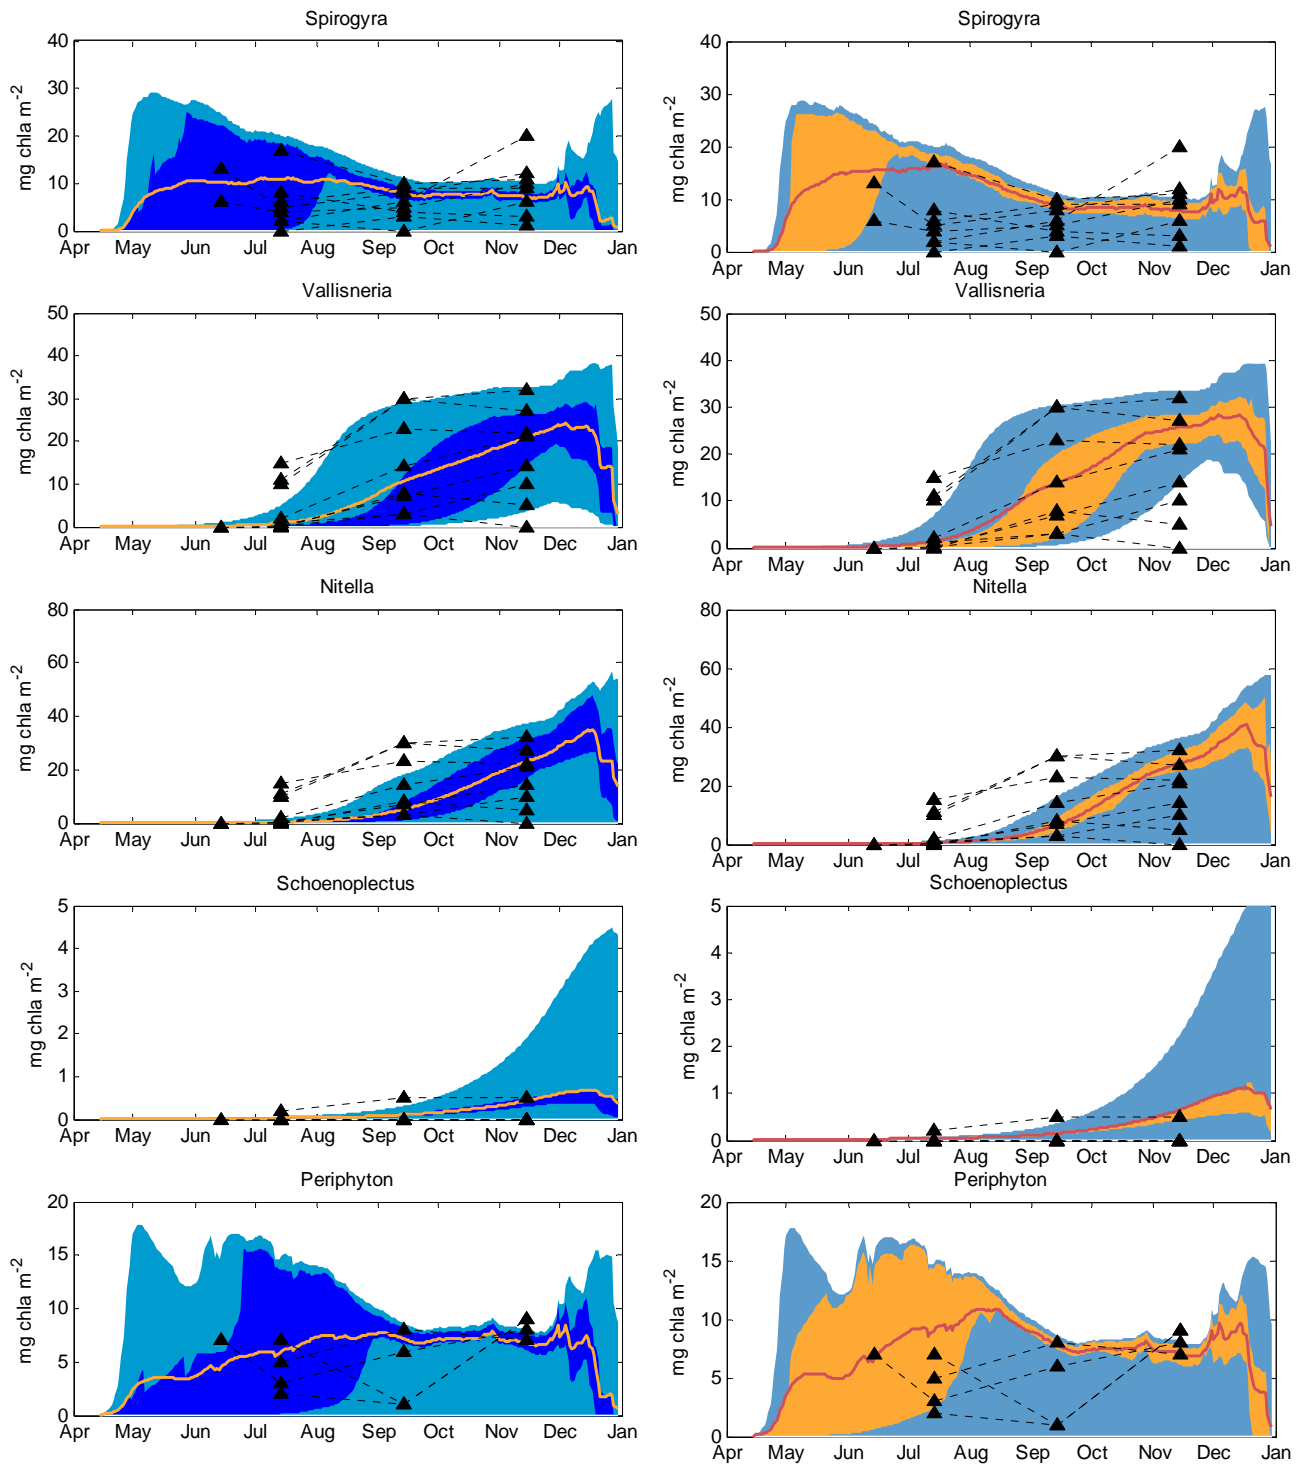 Spirogyra Spirogyra
40 40
30 30
20 20
10 10
0 0
mg chla m-2 mg chla m-2
Apr May Jun Jul Aug Sep Oct Nov Dec Jan Apr May Jun Jul Aug Sep Oct Nov Dec Jan
Vallisneria Vallisneria
50 50
40 40
30 30
20 20
10 10
0 0
mg chla m-2 mg chla m-2
Apr May Jun Jul Aug Sep Oct Nov Dec Jan Apr May Jun Jul Aug Sep Oct Nov Dec Jan
Nitella Nitella
80 80
60 60
40 40
20 20
0 0
mg chla m-2 mg chla m-2
Apr May Jun Jul Aug Sep Oct Nov Dec Jan Apr May Jun Jul Aug Sep Oct Nov Dec Jan
Schoenoplectus Schoenoplectus
5 5
4 4
3 3
2 2
1 1
0 0
mg chla m-2 mg chla m-2
Apr May Jun Jul Aug Sep Oct Nov Dec Jan Apr May Jun Jul Aug Sep Oct Nov Dec Jan
Periphyton Periphyton
20 20
15 15
10 10
5 5
0 0
mg chla m-2 mg chla m-2
Apr May Jun Jul Aug Sep Oct Nov Dec Jan Apr May Jun Jul Aug Sep Oct Nov Dec Jan